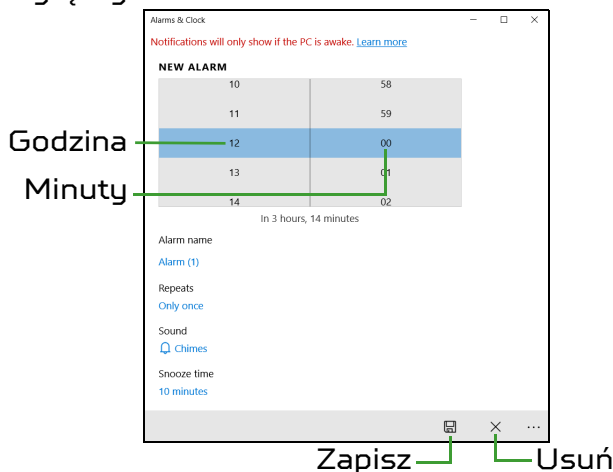 Alarms & Clock
Notifications will only show if the PC is awake. Learn more
NEW ALARM
10 58
11 59
Godzina 12 00
13 01
Minuty
14 02
In 3 hours, 14 minutes
Alarm name
Alarm (1)
Repeats
Only once
Sound
Chimes
Snooze time
10 minutes
Zapisz Usuń